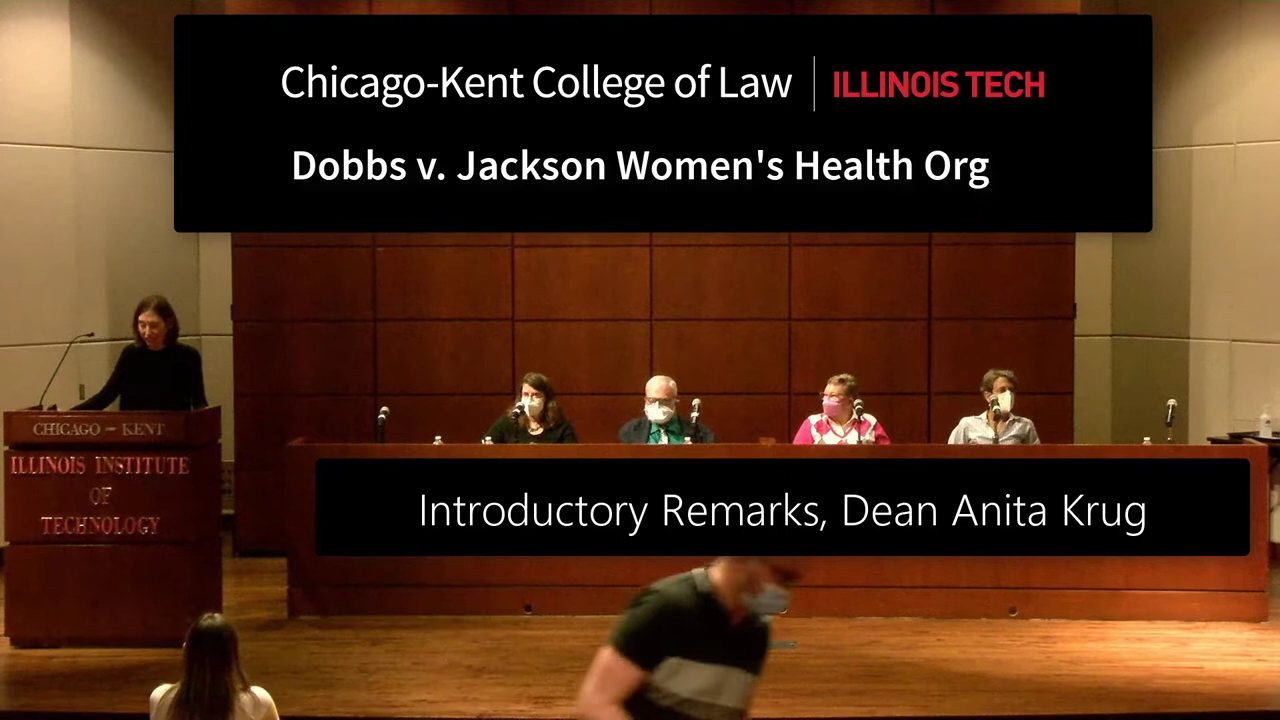 Chicago-Kent College of Law | ILLINOIS TECH
Dobbs v. Jackson Women's Health Org
CHICAGO – KENT
ILLINOIS INSTITUTE
OF
TECHNOLOGY
Introductory Remarks, Dean Anita Krug